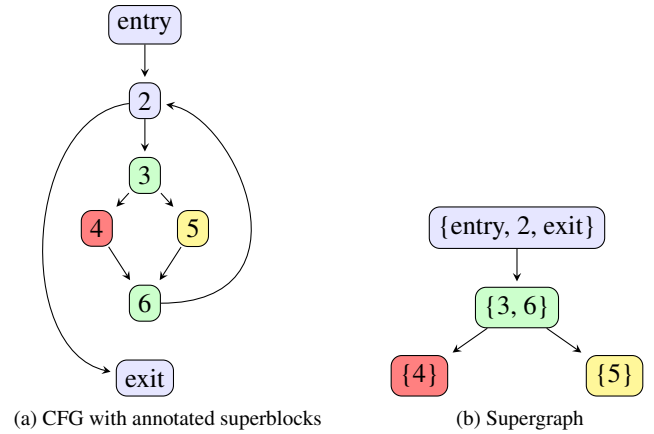 entry
2
3
4 5
6
exit
(a) CFG with annotated superblocks
{entry, 2, exit}
{3, 6}
{4} {5}
(b) Supergraph